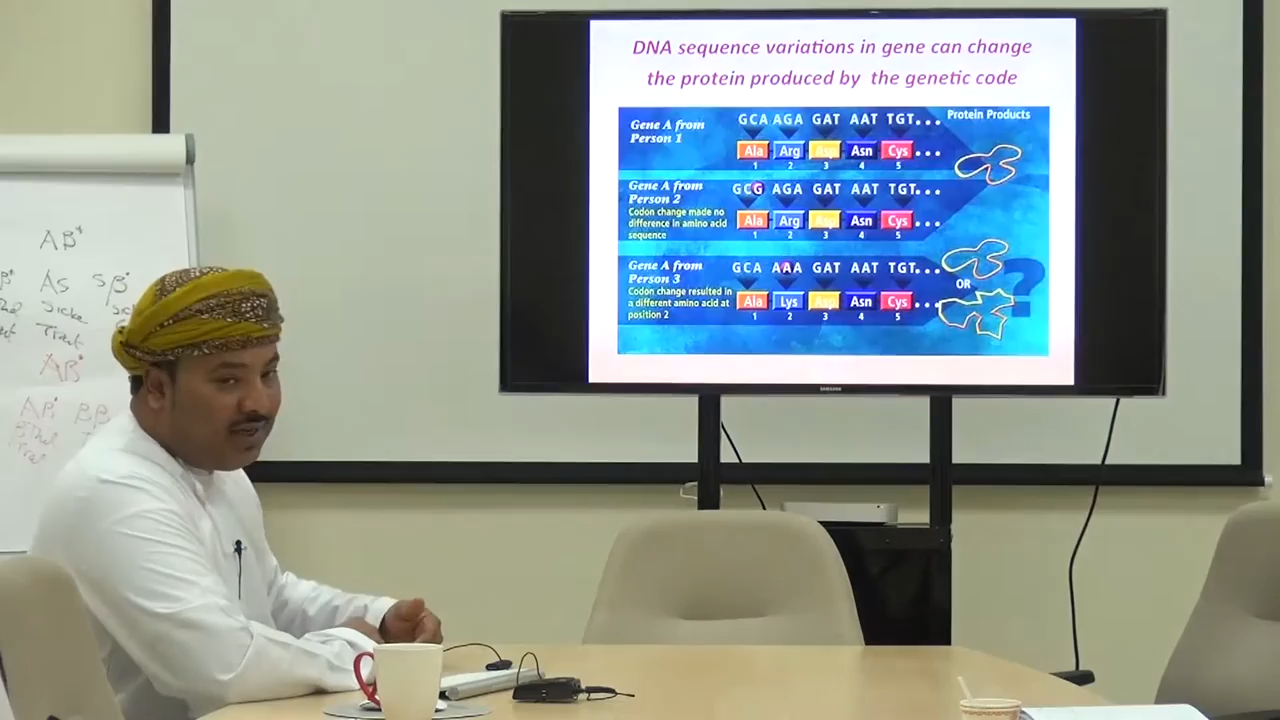 DNA sequence variations in gene can change
the protein produced by the genetic code
Gene A from
Person 1
GCA AGA GAT AAT TGT...
Protein Products
Ala Arg Asp Asn Cys ...
1 2 3 4 5
Gene A from
Person 2
Codon change made no
difference in amino acid
sequence
GCG AGA GAT AAT TGT...
Ala Arg Asp Asn Cys ...
1 2 3 4 5
Gene A from
Person 3
Codon change resulted in
a different amino acid at
position 2
GCA AAA GAT AAT TGT...
Ala Lys Asp Asn Cys ...
1 2 3 4 5
OR
?
SAMSUNG
AB⁺
AS Sβ°
Sickle
Trait
AB°